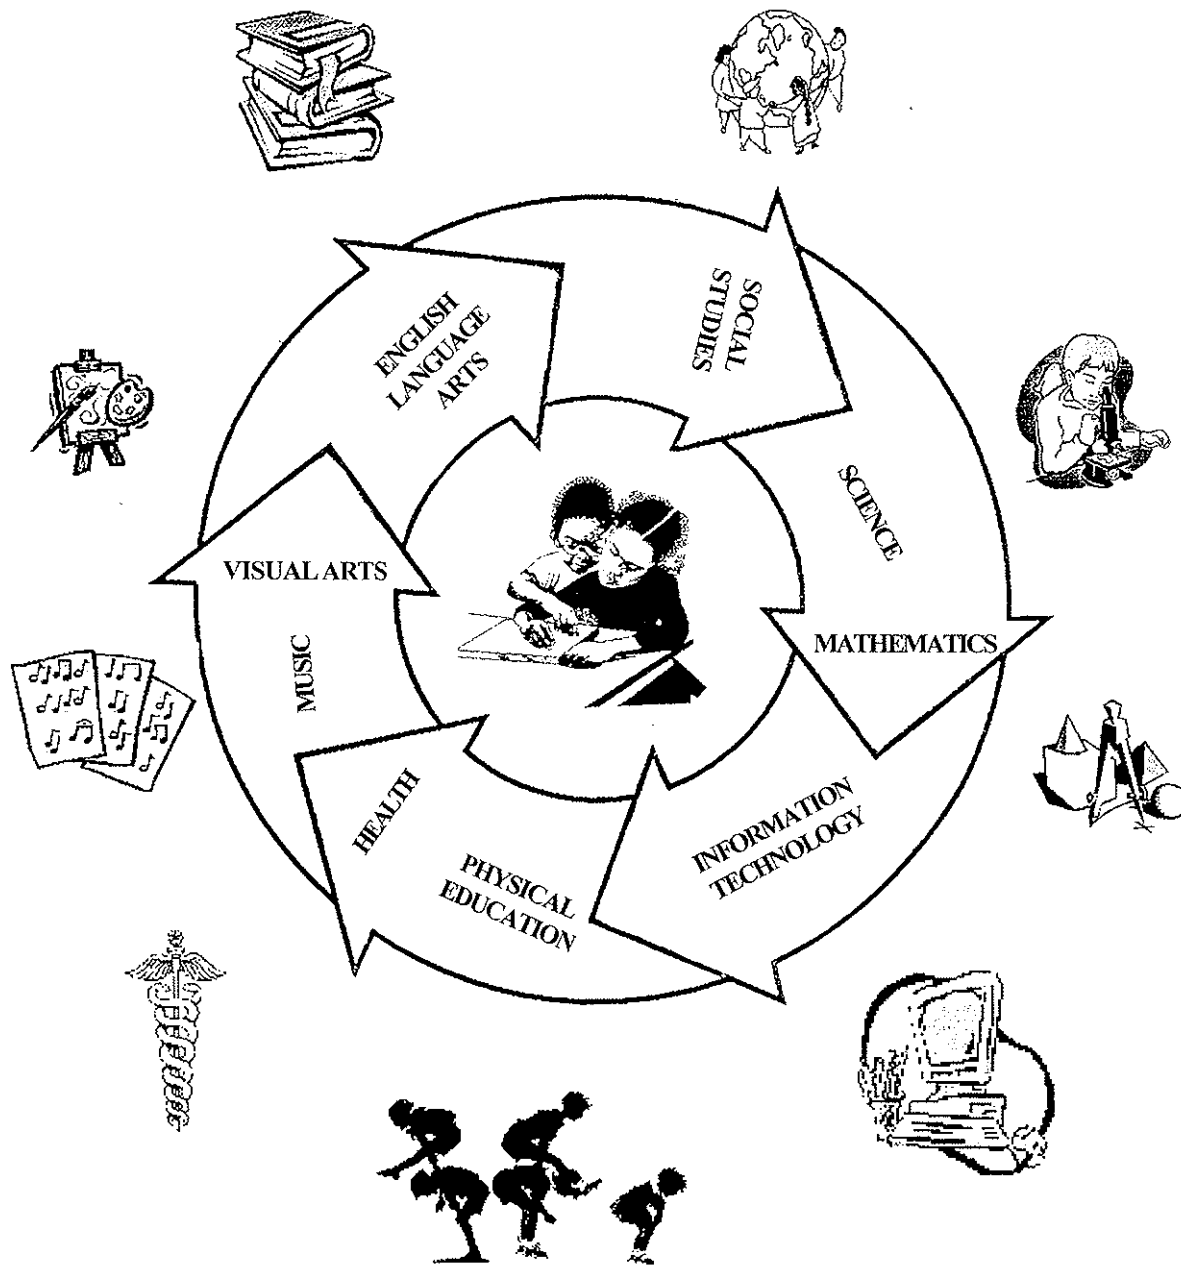 ENGLISH
LANGUAGE
ARTS
SOCIAL
STUDIES
SCIENCE
MATHEMATICS
INFORMATION
TECHNOLOGY
PHYSICAL
EDUCATION
HEALTH
MUSIC
VISUAL ARTS